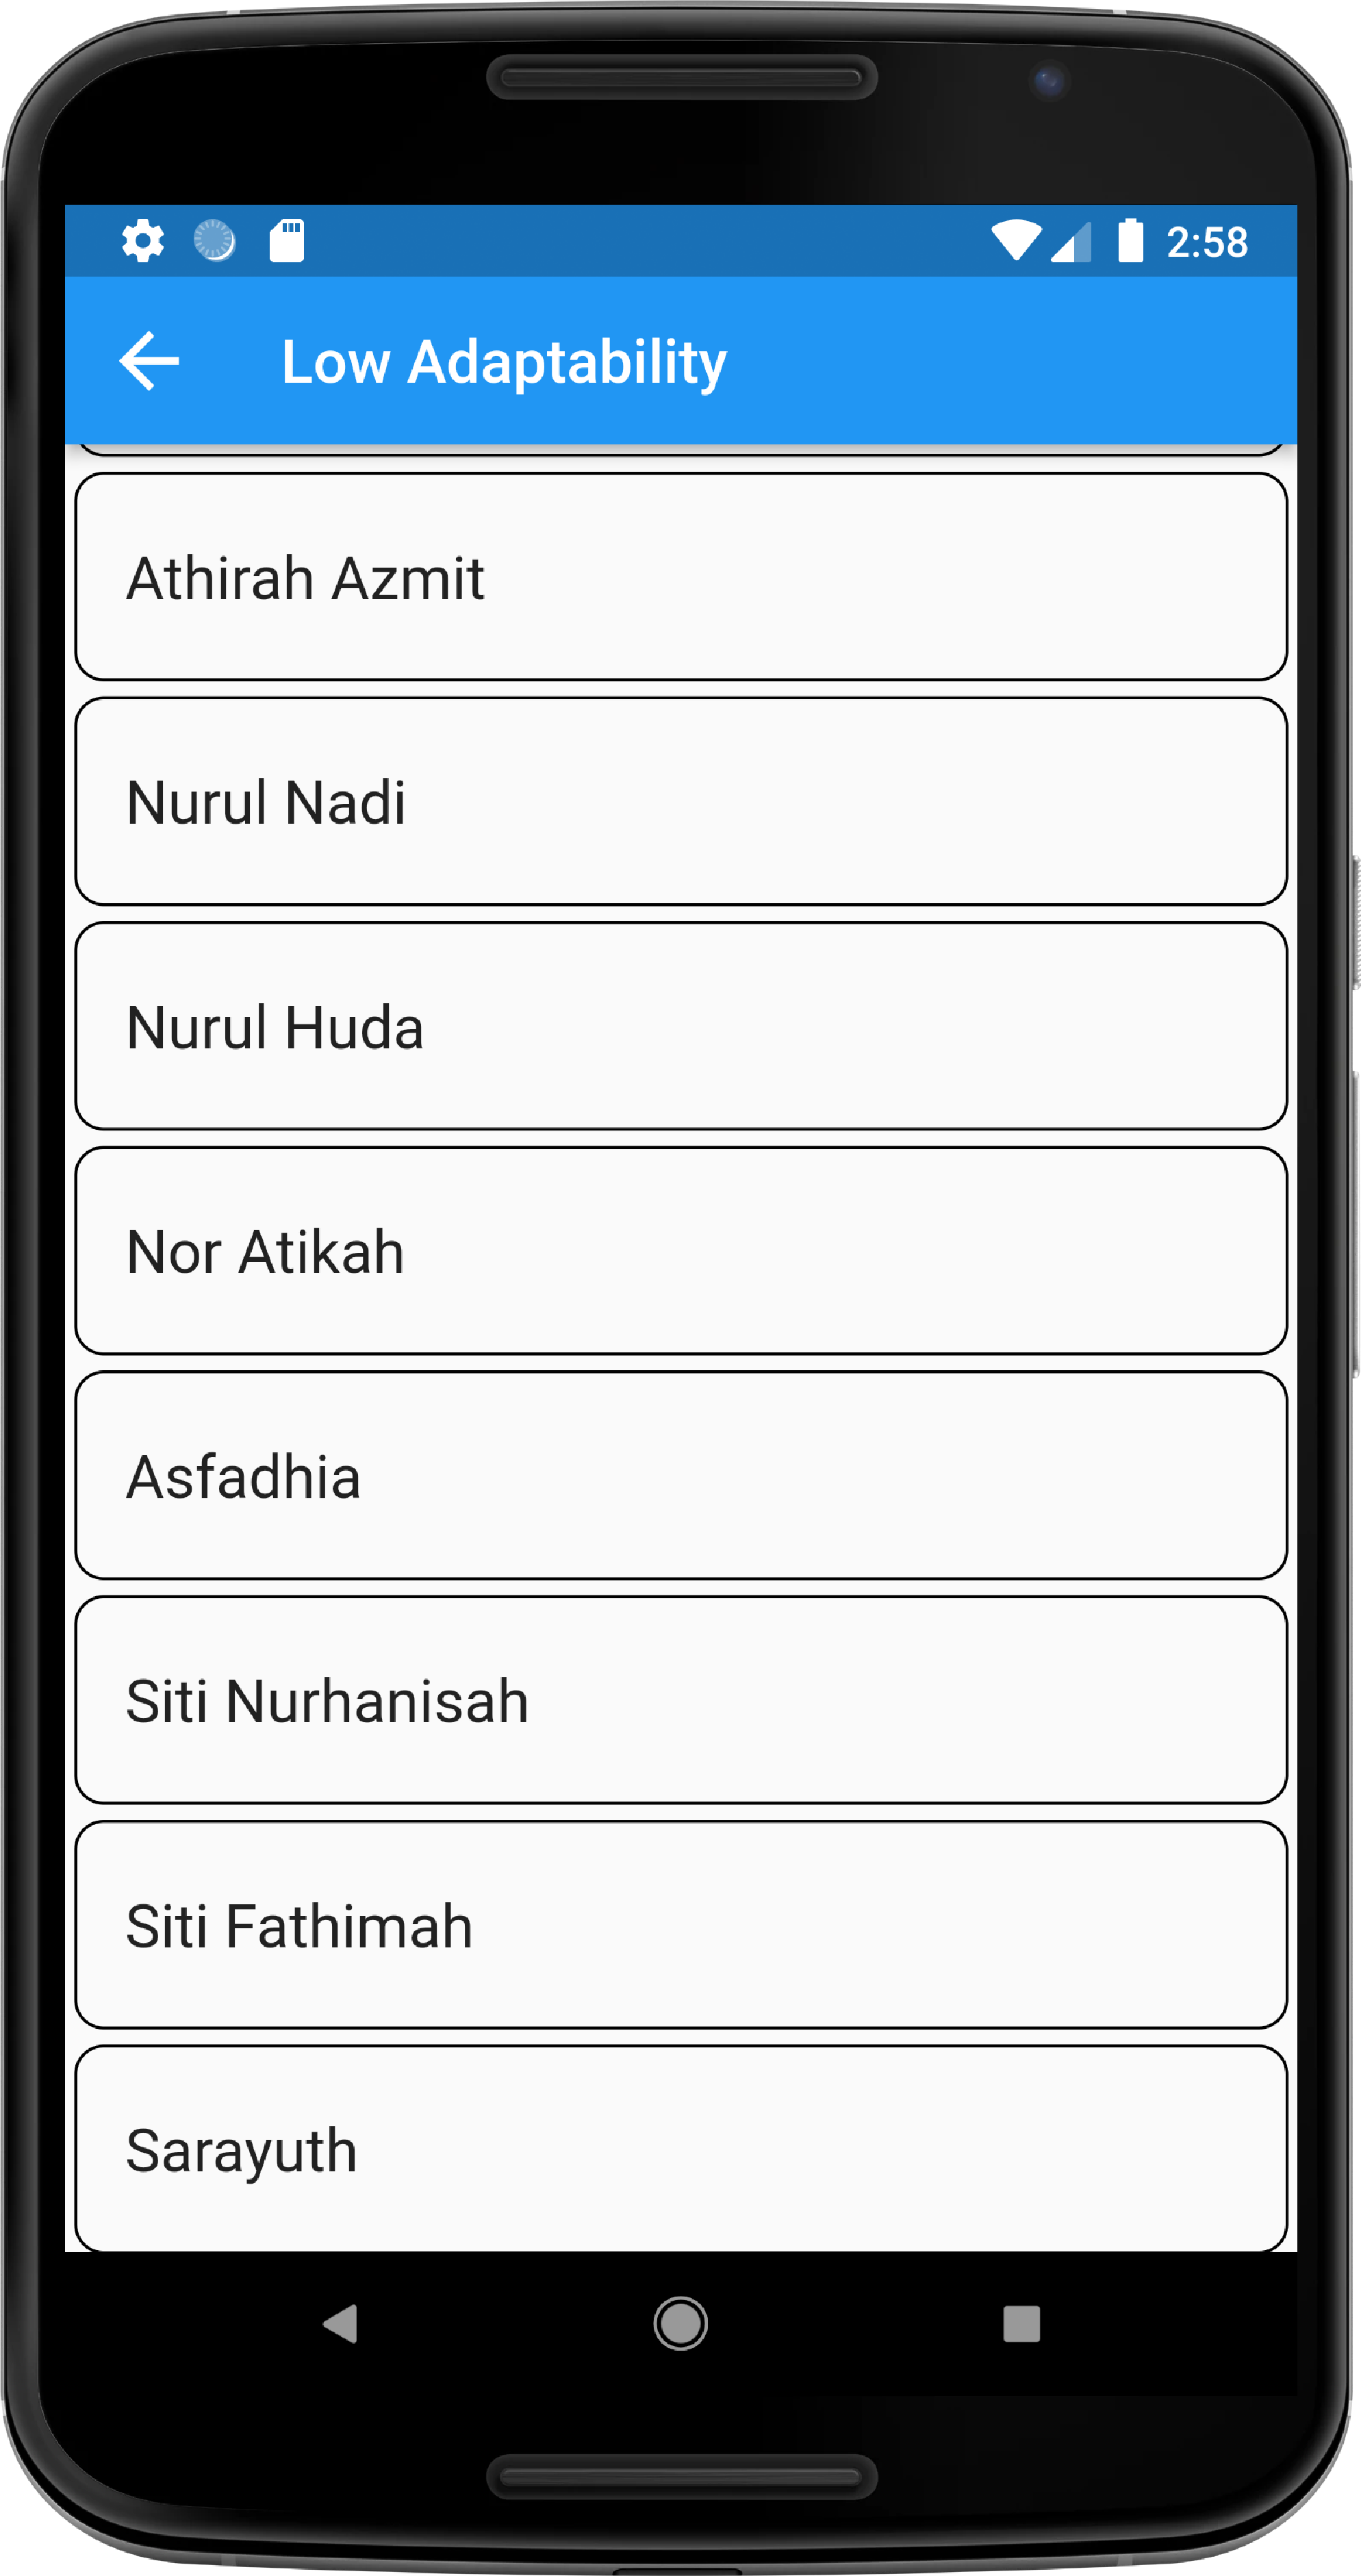 2:58
Low Adaptability
Athirah Azmit
Nurul Nadi
Nurul Huda
Nor Atikah
Asfadhia
Siti Nurhanisah
Siti Fathimah
Sarayuth